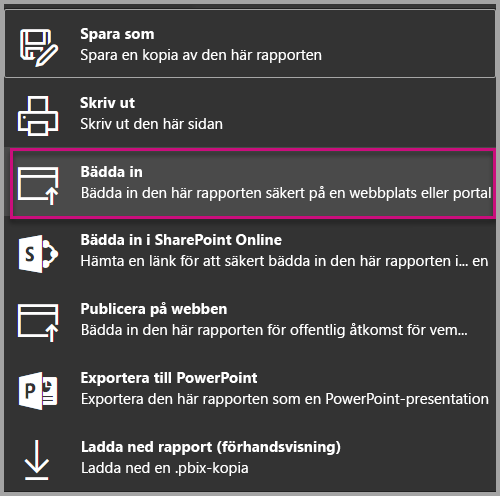 Spara som
Spara en kopia av den här rapporten
Skriv ut
Skriv ut den här sidan
Bädda in
Bädda in den här rapporten säkert på en webbplats eller portal
Bädda in i SharePoint Online
Hämta en länk för att säkert bädda in den här rapporten i... en
Publicera på webben
Bädda in den här rapporten för offentlig åtkomst för vem...
Exportera till PowerPoint
Exportera den här rapporten som en PowerPoint-presentation
Ladda ned rapport (förhandsvisning)
Ladda ned en .pbix-kopia